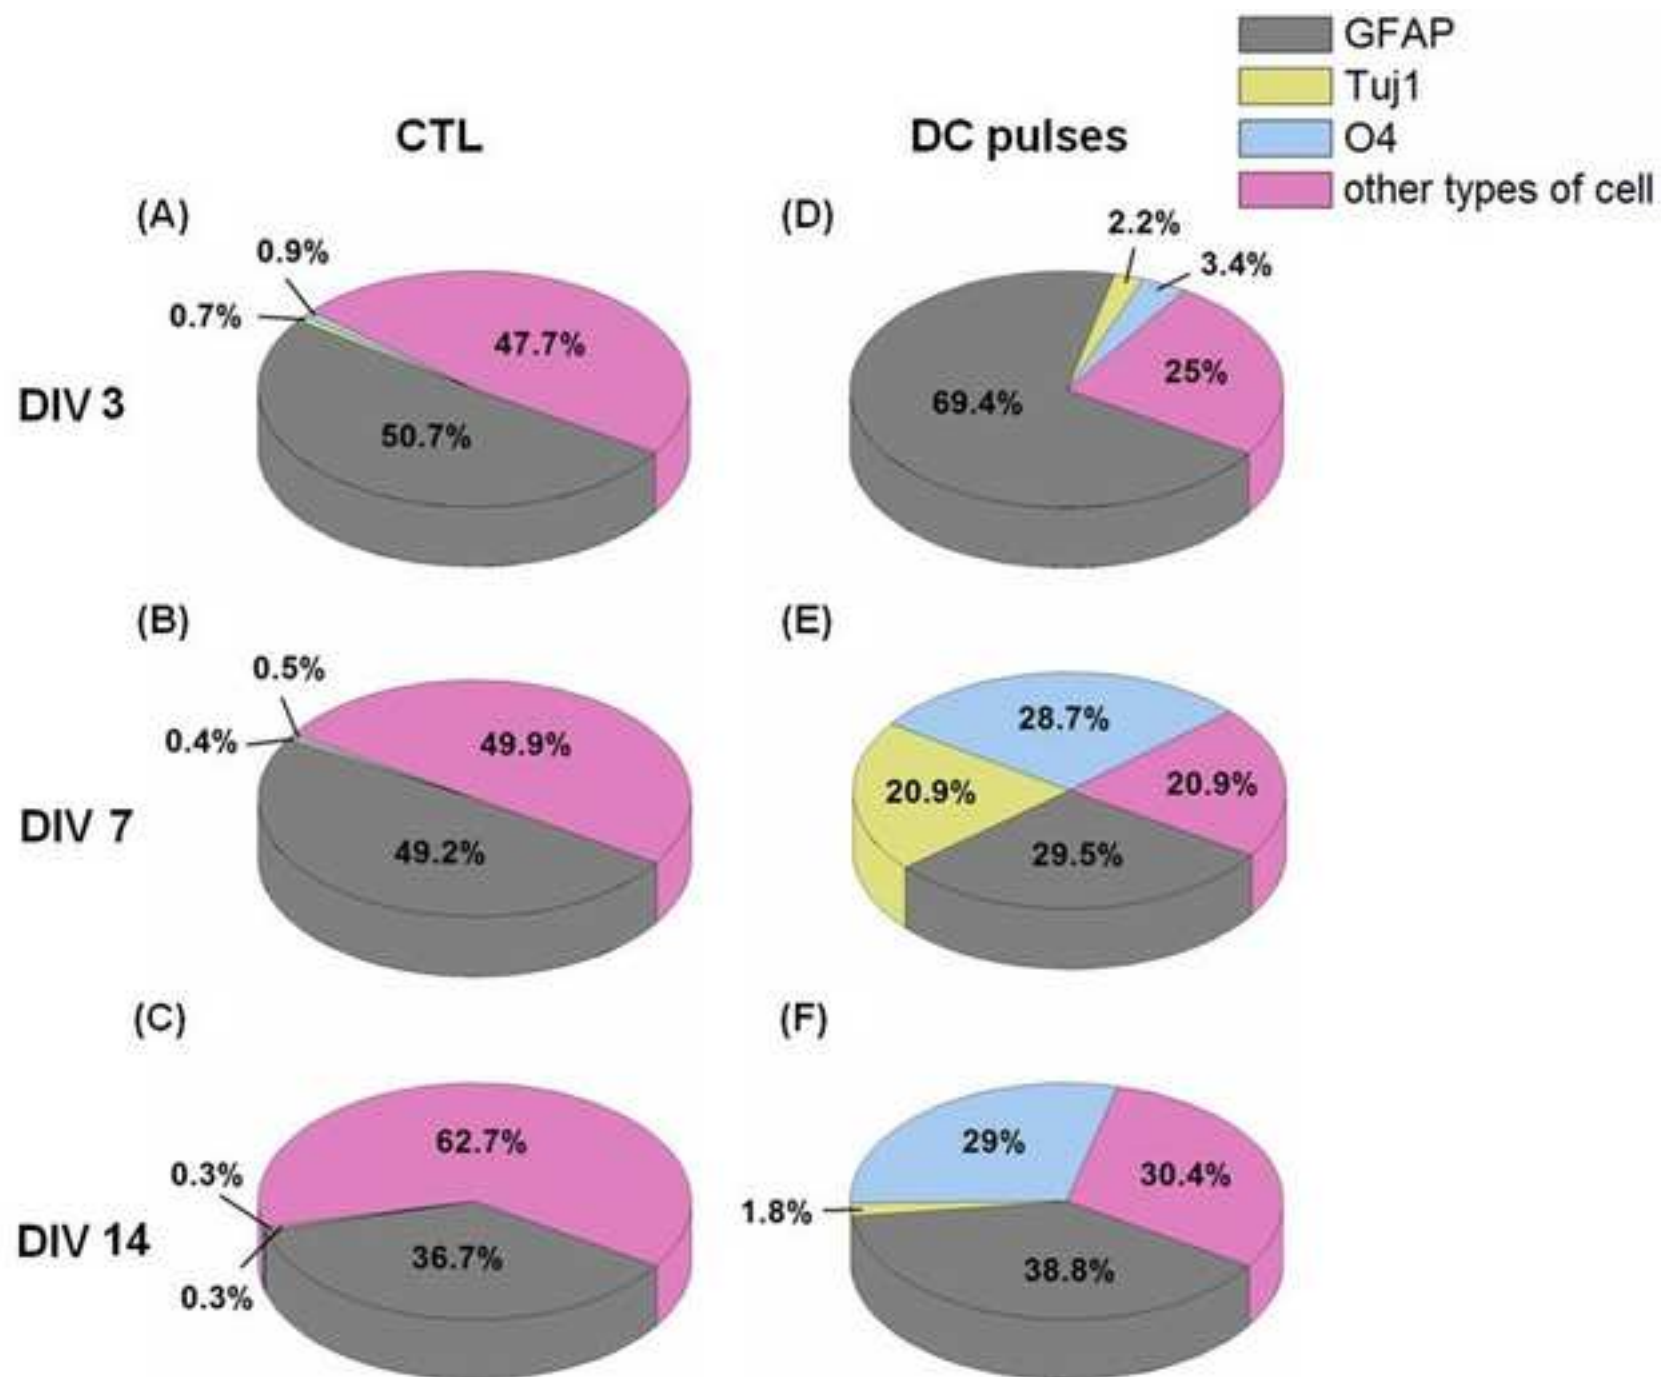 GFAP
Tuj1
O4
other types of cell
CTL
DC pulses
DIV 3
(A)
0.9%
0.7%
47.7%
50.7%
(D)
2.2%
3.4%
25%
69.4%
DIV 7
(B)
0.5%
0.4%
49.9%
49.2%
(E)
28.7%
20.9%
20.9%
29.5%
DIV 14
(C)
62.7%
0.3%
36.7%
0.3%
(F)
29%
30.4%
1.8%
38.8%